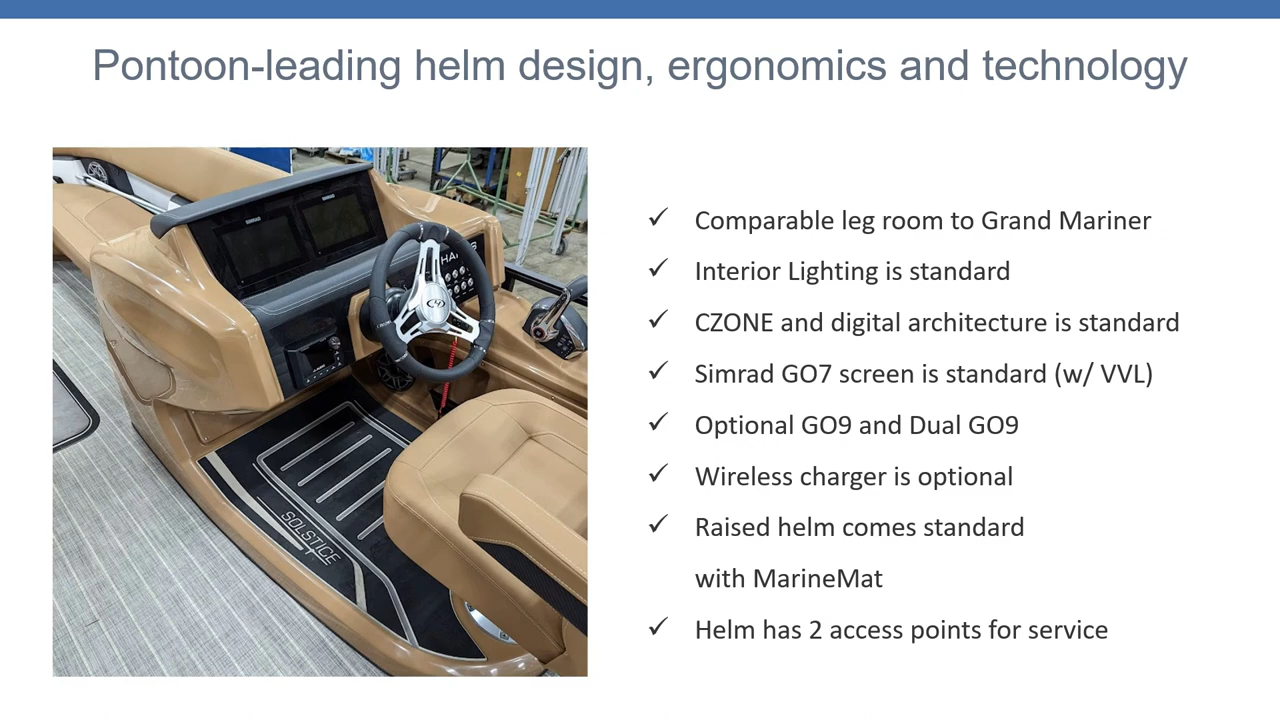 Pontoon-leading helm design, ergonomics and technology
Comparable leg room to Grand Mariner
Interior Lighting is standard
CZONE and digital architecture is standard
Simrad GO7 screen is standard (w/ VVL)
Optional GO9 and Dual GO9
Wireless charger is optional
Raised helm comes standard
with MarineMat
Helm has 2 access points for service
SOLSTICE